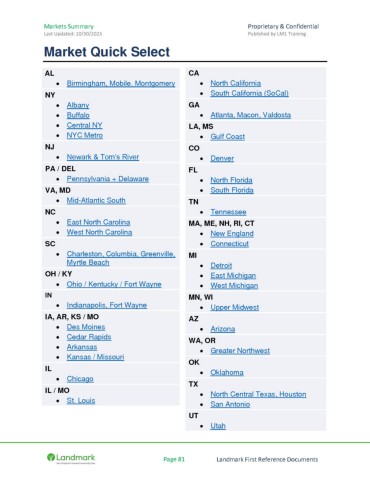 Markets Summary
Proprietary & Confidential
Last Updated: 10/30/2023
Published by LM1 Training
Market Quick Select
AL
• Birmingham, Mobile, Montgomery
NY
• Albany
• Buffalo
• Central NY
• NYC Metro
NJ
• Newark & Tom's River
PA / DEL
• Pennsylvania + Delaware
VA, MD
• Mid-Atlantic South
NC
• East North Carolina
• West North Carolina
SC
• Charleston, Columbia, Greenville,
Myrtle Beach
OH / KY
• Ohio / Kentucky / Fort Wayne
IN
• Indianapolis, Fort Wayne
IA, AR, KS / MO
• Des Moines
• Cedar Rapids
• Arkansas
• Kansas / Missouri
IL
• Chicago
IL / MO
• St. Louis
CA
• North California
• South California (SoCal)
GA
• Atlanta, Macon, Valdosta
LA, MS
• Gulf Coast
CO
• Denver
FL
• North Florida
• South Florida
TN
• Tennessee
MA, ME, NH, RI, CT
• New England
• Connecticut
MI
• Detroit
• East Michigan
• West Michigan
MN, WI
• Upper Midwest
AZ
• Arizona
WA, OR
• Greater Northwest
OK
• Oklahoma
TX
• North Central Texas, Houston
• San Antonio
UT
• Utah
Landmark
Page 81
Landmark First Reference Documents